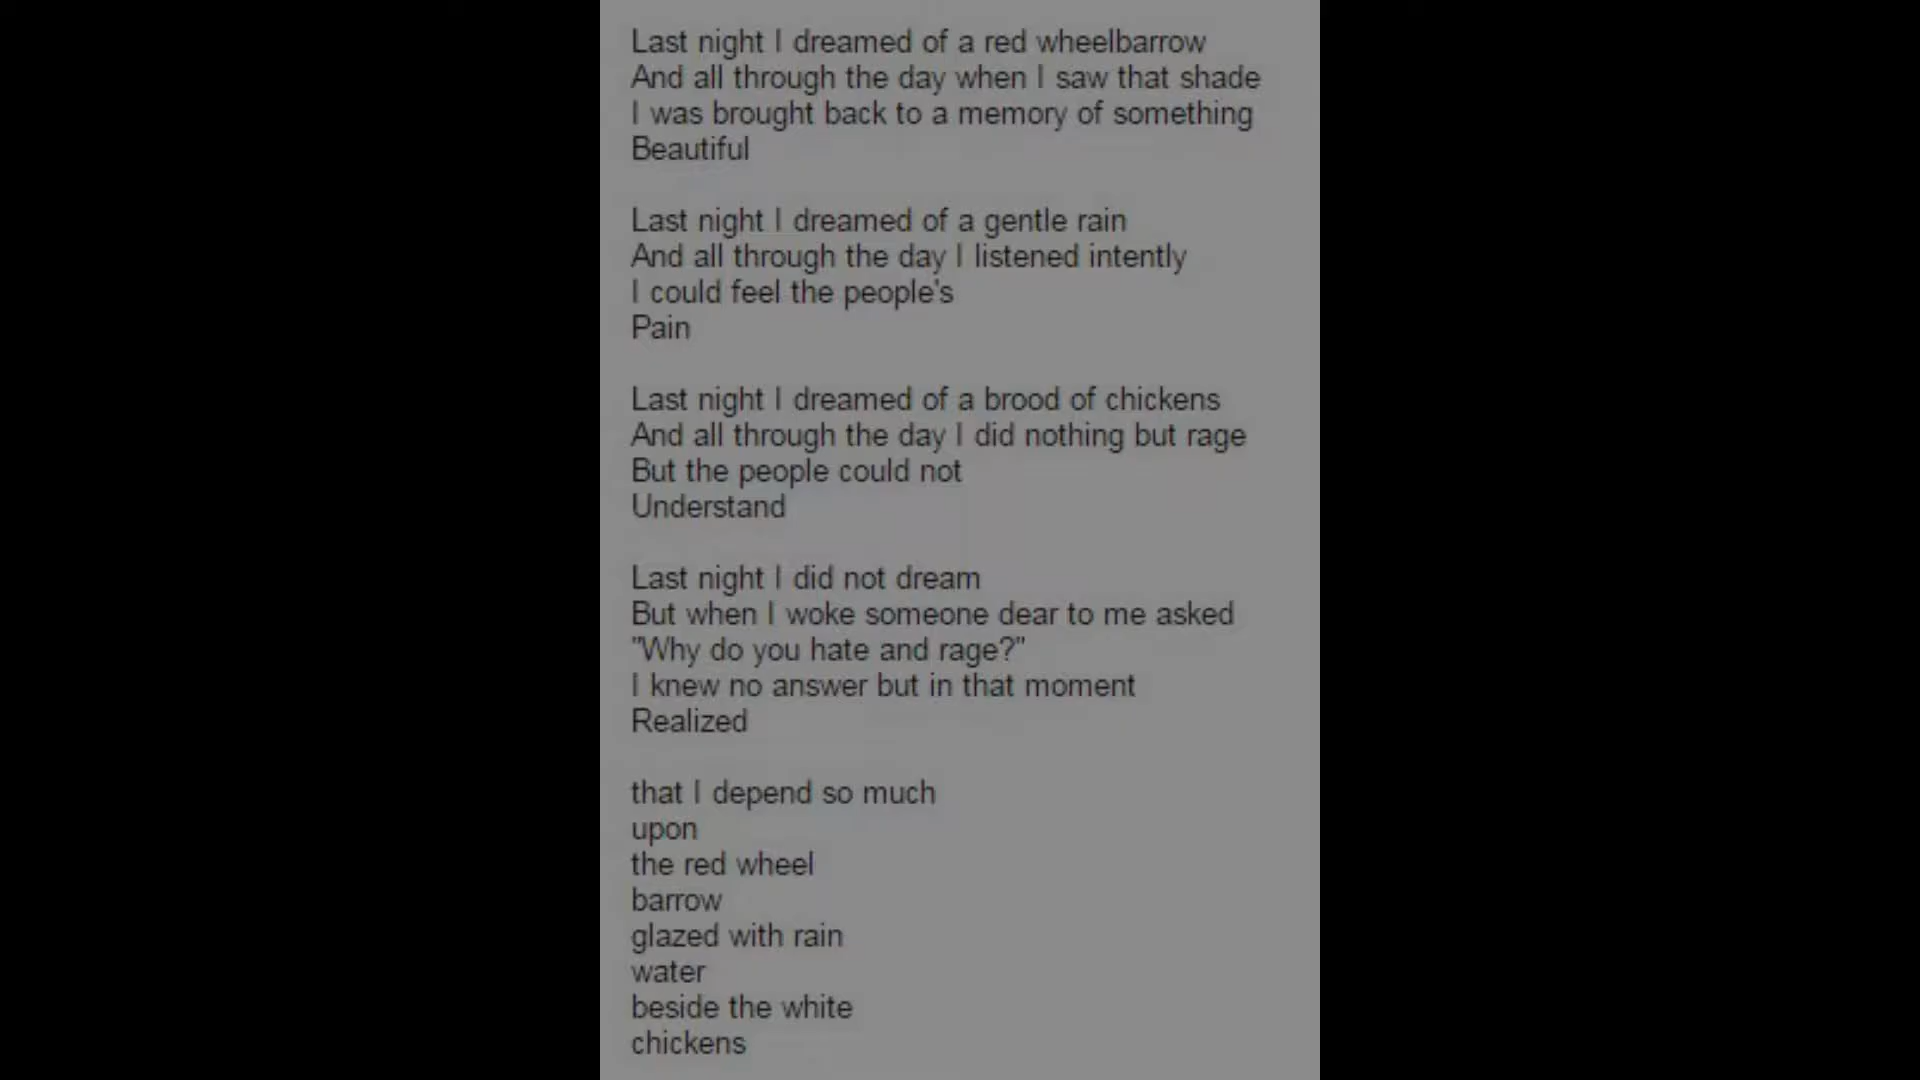 Last night I dreamed of a red wheelbarrow
And all through the day when I saw that shade
I was brought back to a memory of something
Beautiful
Last night I dreamed of a gentle rain
And all through the day I listened intently
I could feel the people's
Pain
Last night I dreamed of a brood of chickens
And all through the day I did nothing but rage
But the people could not
Understand
Last night I did not dream
But when I woke someone dear to me asked
"Why do you hate and rage?"
I knew no answer but in that moment
Realized
that I depend so much
upon
the red wheel
barrow
glazed with rain
water
beside the white
chickens